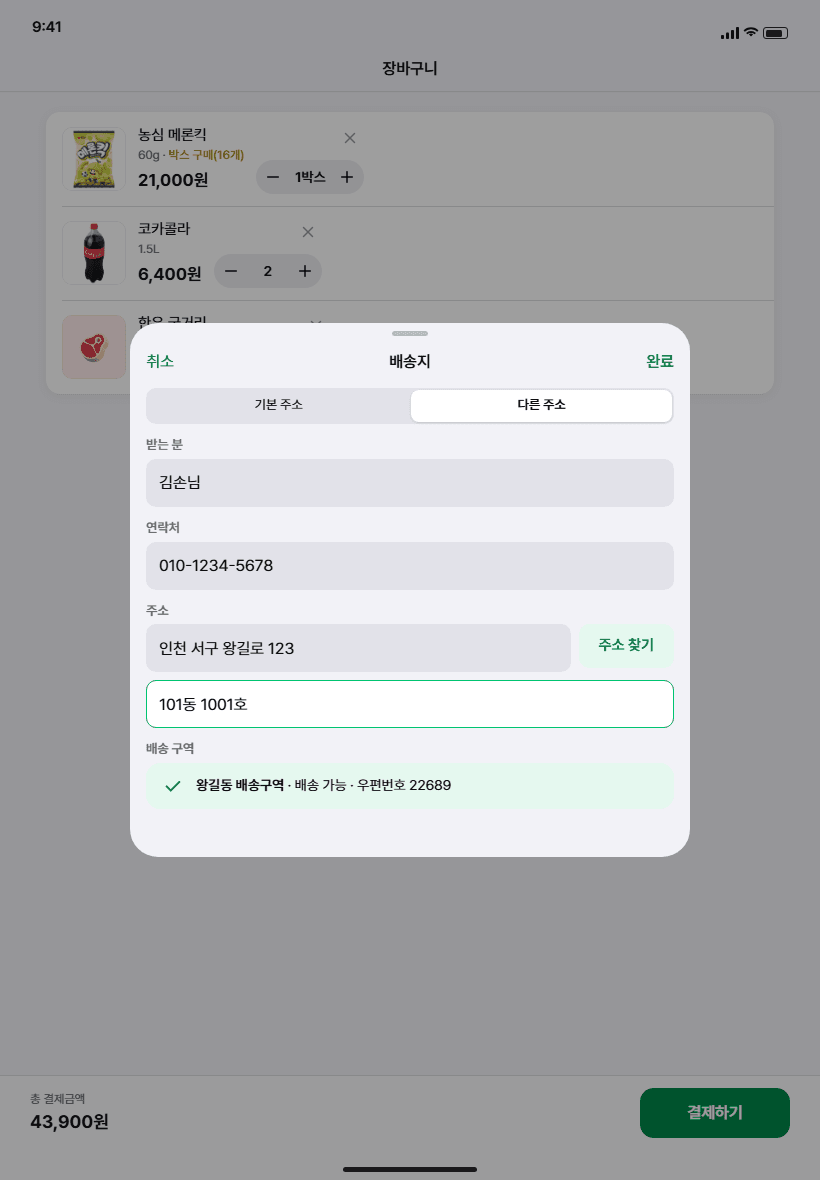 9:41
장바구니
농심 메론킥
60g · 박스 구매(16개)
21,000원
1박스
코카콜라
1.5L
6,400원
2
취소
배송지
완료
기본 주소
다른 주소
받는 분
김손님
연락처
010-1234-5678
주소
인천 서구 왕길로 123
주소 찾기
101동 1001호
배송 구역
왕길동 배송구역 · 배송 가능 · 우편번호 22689
총 결제금액
43,900원
결제하기